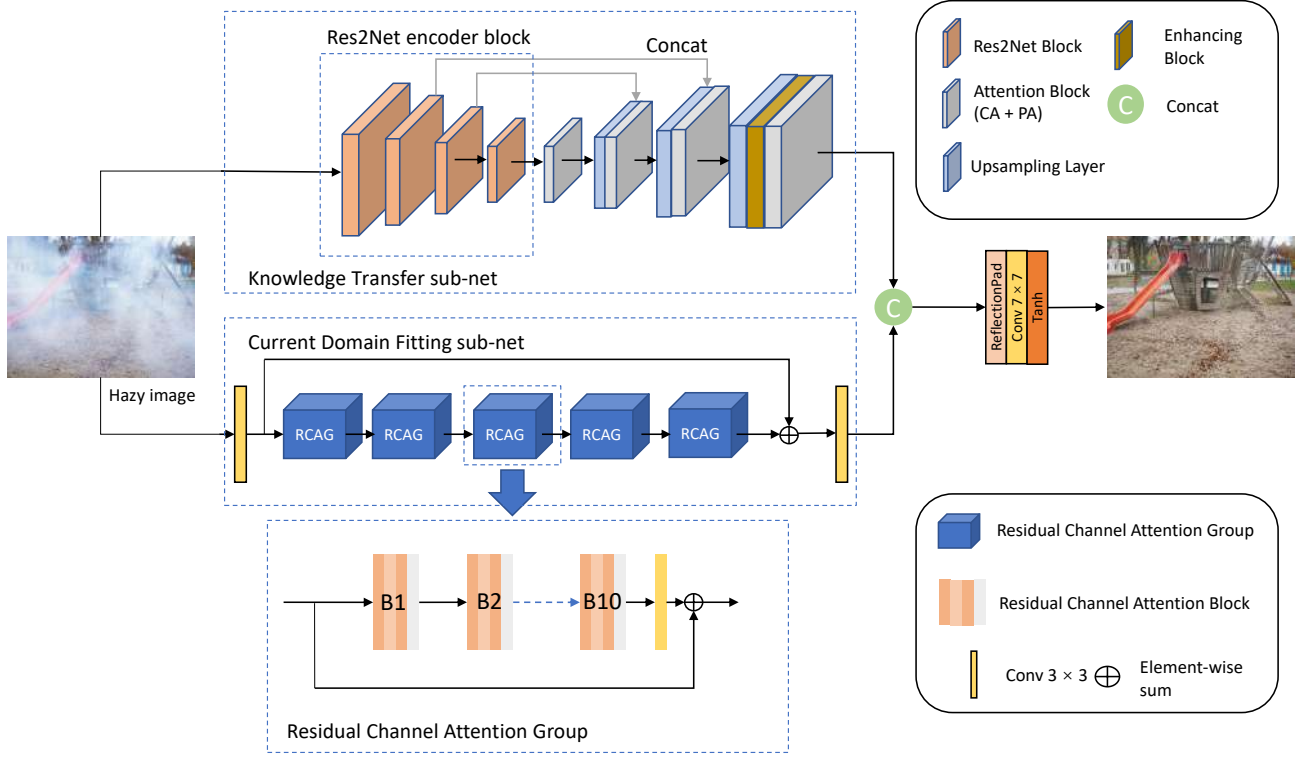 Res2Net encoder block
Concat
Knowledge Transfer sub-net
Res2Net Block
Enhancing
Block
Attention Block
(CA + PA)
C
Concat
Upsampling Layer
Hazy image
Current Domain Fitting sub-net
RCAG
RCAG
RCAG
RCAG
RCAG
C
ReflectionPad
Conv 7 × 7
Tanh
B1
B2
B10
Residual Channel Attention Group
Residual Channel Attention Group
Residual Channel Attention Block
Conv 3 × 3
Element-wise
sum